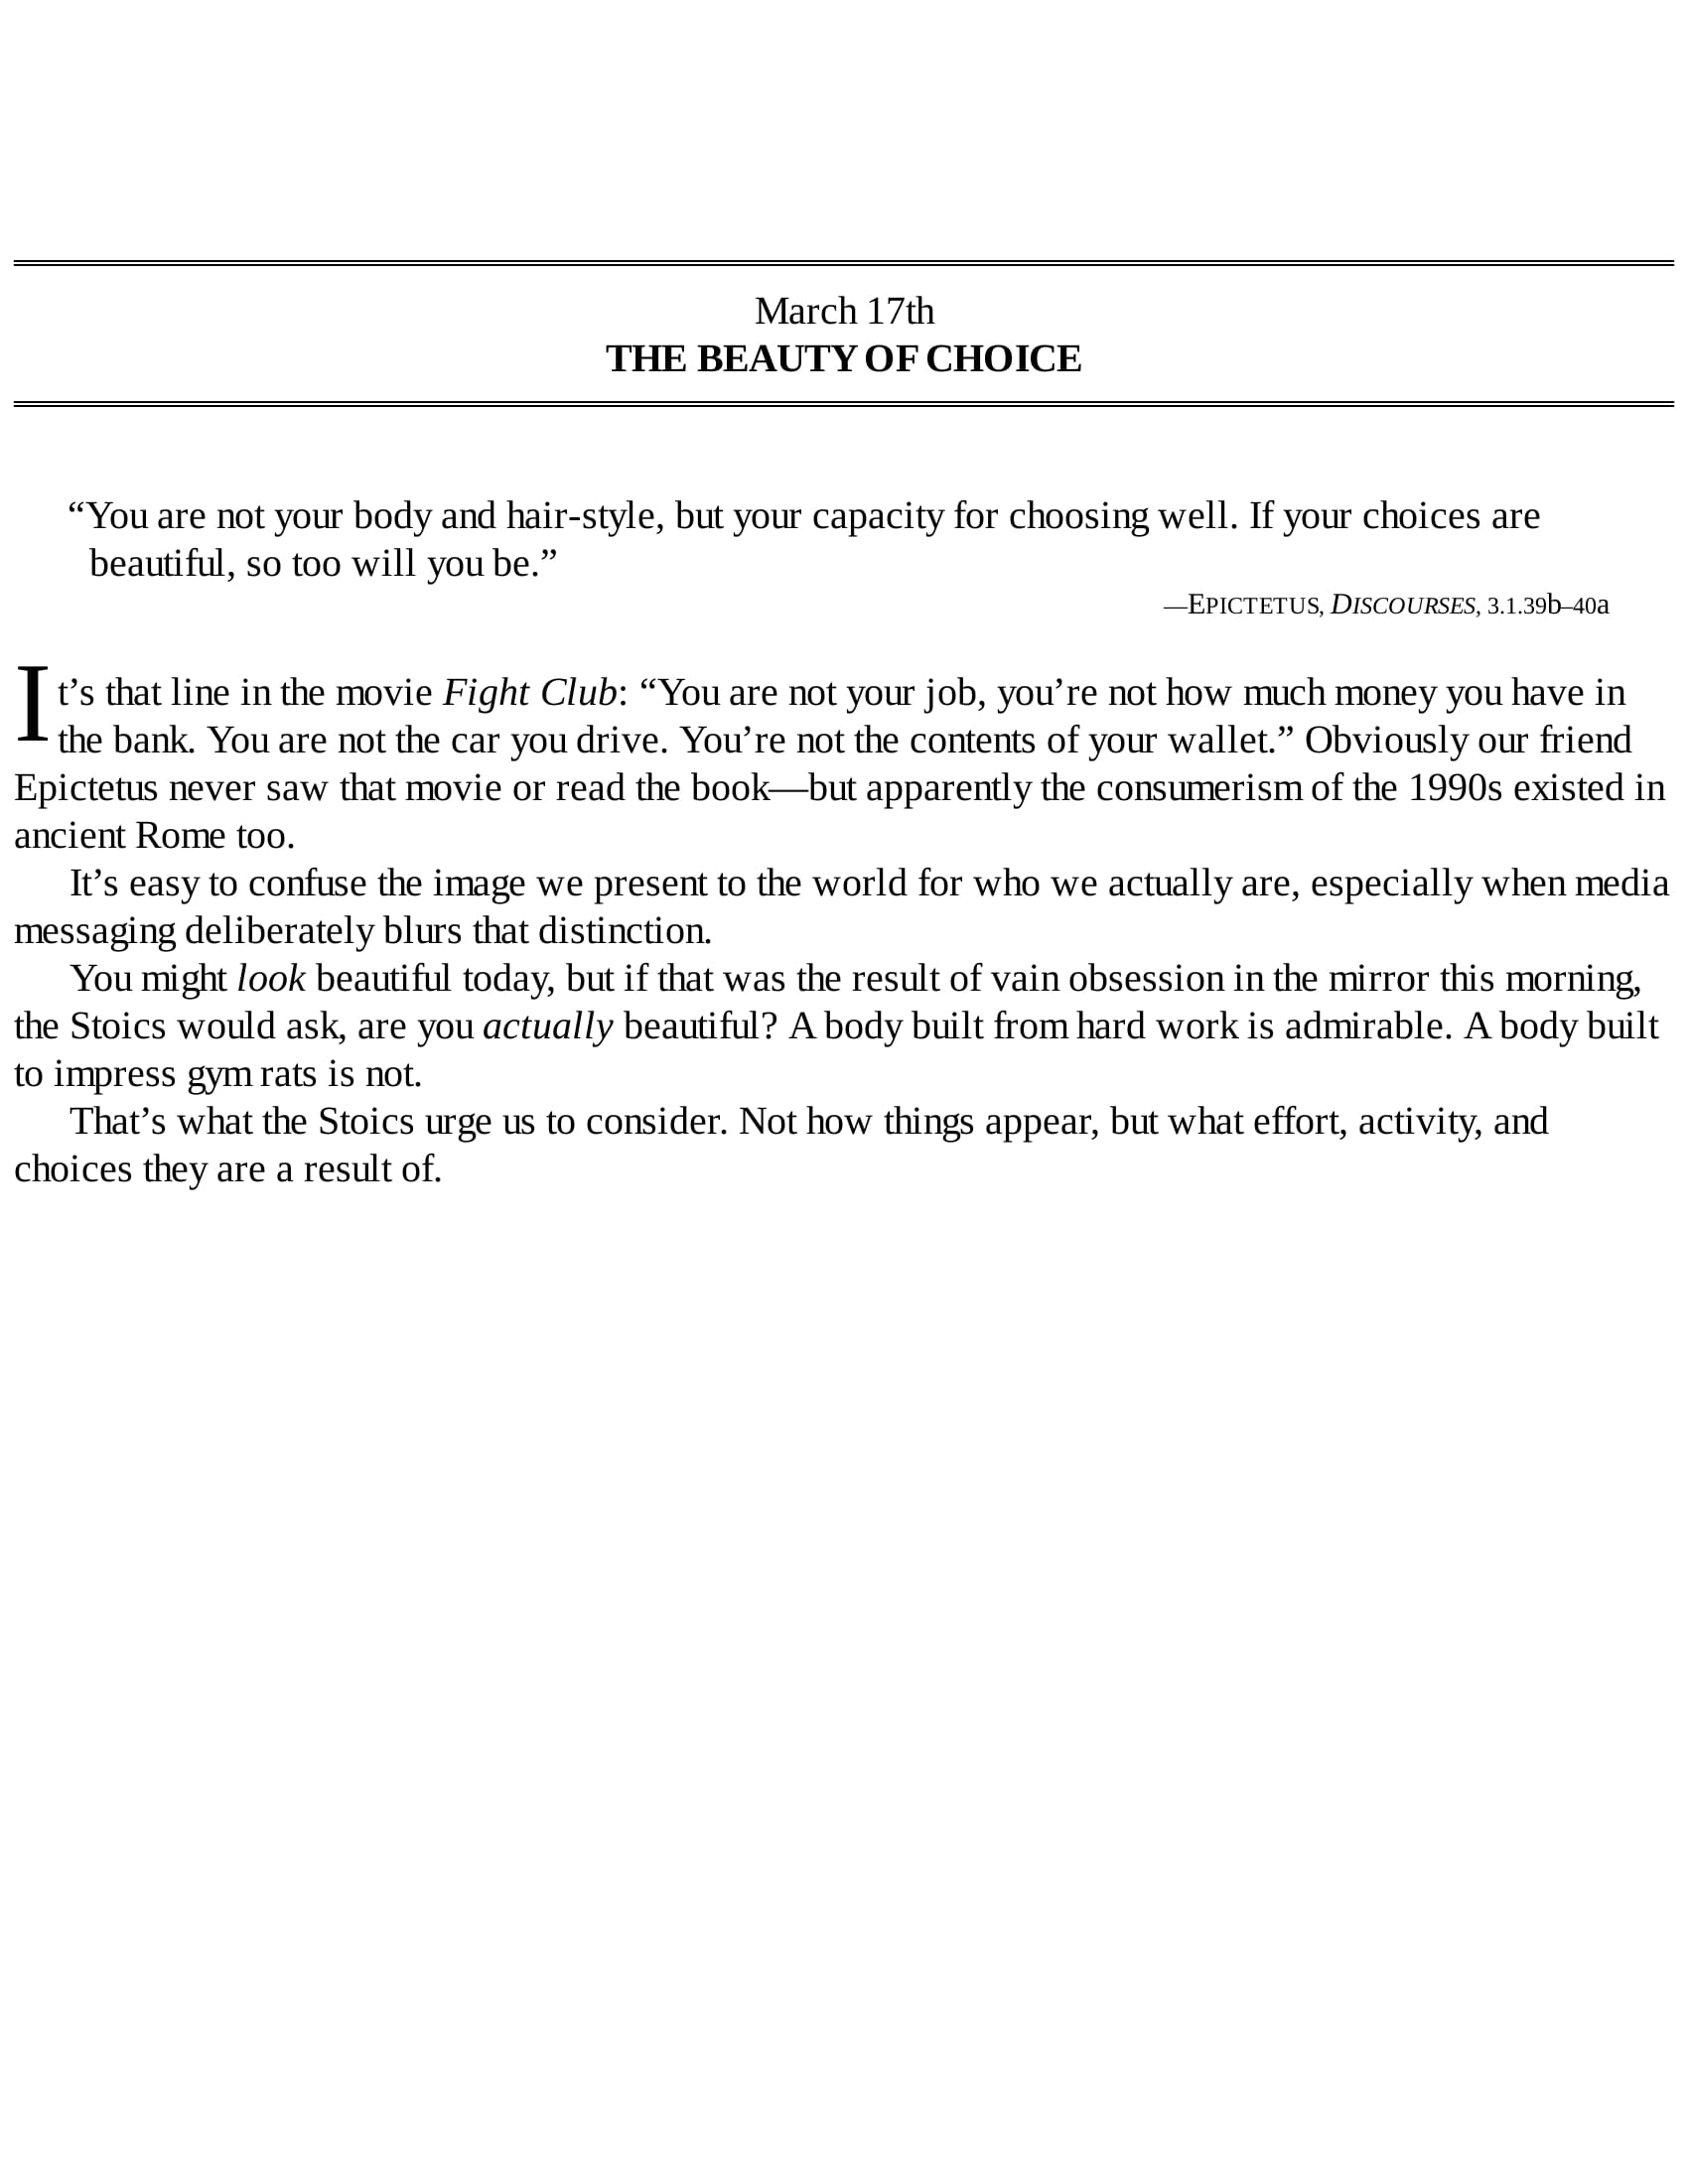 March 17th
THE BEAUTY OF CHOICE
“You are not your body and hair-style, but your capacity for choosing well. If your choices are
beautiful, so too will you be.”
—EPICTETUS, DISCOURSES, 3.1.39b–40a
It’s that line in the movie Fight Club: “You are not your job, you’re not how much money you have in
the bank. You are not the car you drive. You’re not the contents of your wallet.” Obviously our friend
Epictetus never saw that movie or read the book—but apparently the consumerism of the 1990s existed in
ancient Rome too.
It’s easy to confuse the image we present to the world for who we actually are, especially when media
messaging deliberately blurs that distinction.
You might look beautiful today, but if that was the result of vain obsession in the mirror this morning,
the Stoics would ask, are you actually beautiful? A body built from hard work is admirable. A body built
to impress gym rats is not.
That’s what the Stoics urge us to consider. Not how things appear, but what effort, activity, and
choices they are a result of.